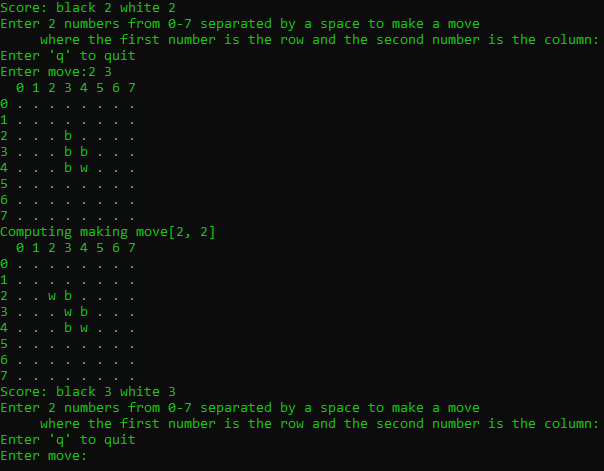 Score: black 2 white 2
Enter 2 numbers from 0-7 separated by a space to make a move
     where the first number is the row and the second number is the column:
Enter 'q' to quit
Enter move:2 3
  0 1 2 3 4 5 6 7
0 . . . . . . . .
1 . . . . . . . .
2 . . . b . . . .
3 . . . b b . . .
4 . . . b w . . .
5 . . . . . . . .
6 . . . . . . . .
7 . . . . . . . .
Computing making move[2, 2]
  0 1 2 3 4 5 6 7
0 . . . . . . . .
1 . . . . . . . .
2 . . w b . . . .
3 . . . w b . . .
4 . . . b w . . .
5 . . . . . . . .
6 . . . . . . . .
7 . . . . . . . .
Score: black 3 white 3
Enter 2 numbers from 0-7 separated by a space to make a move
     where the first number is the row and the second number is the column:
Enter 'q' to quit
Enter move: